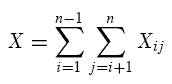 $X = \sum_{i=1}^{n-1} \sum_{j=i+1}^{n} X_{ij}$